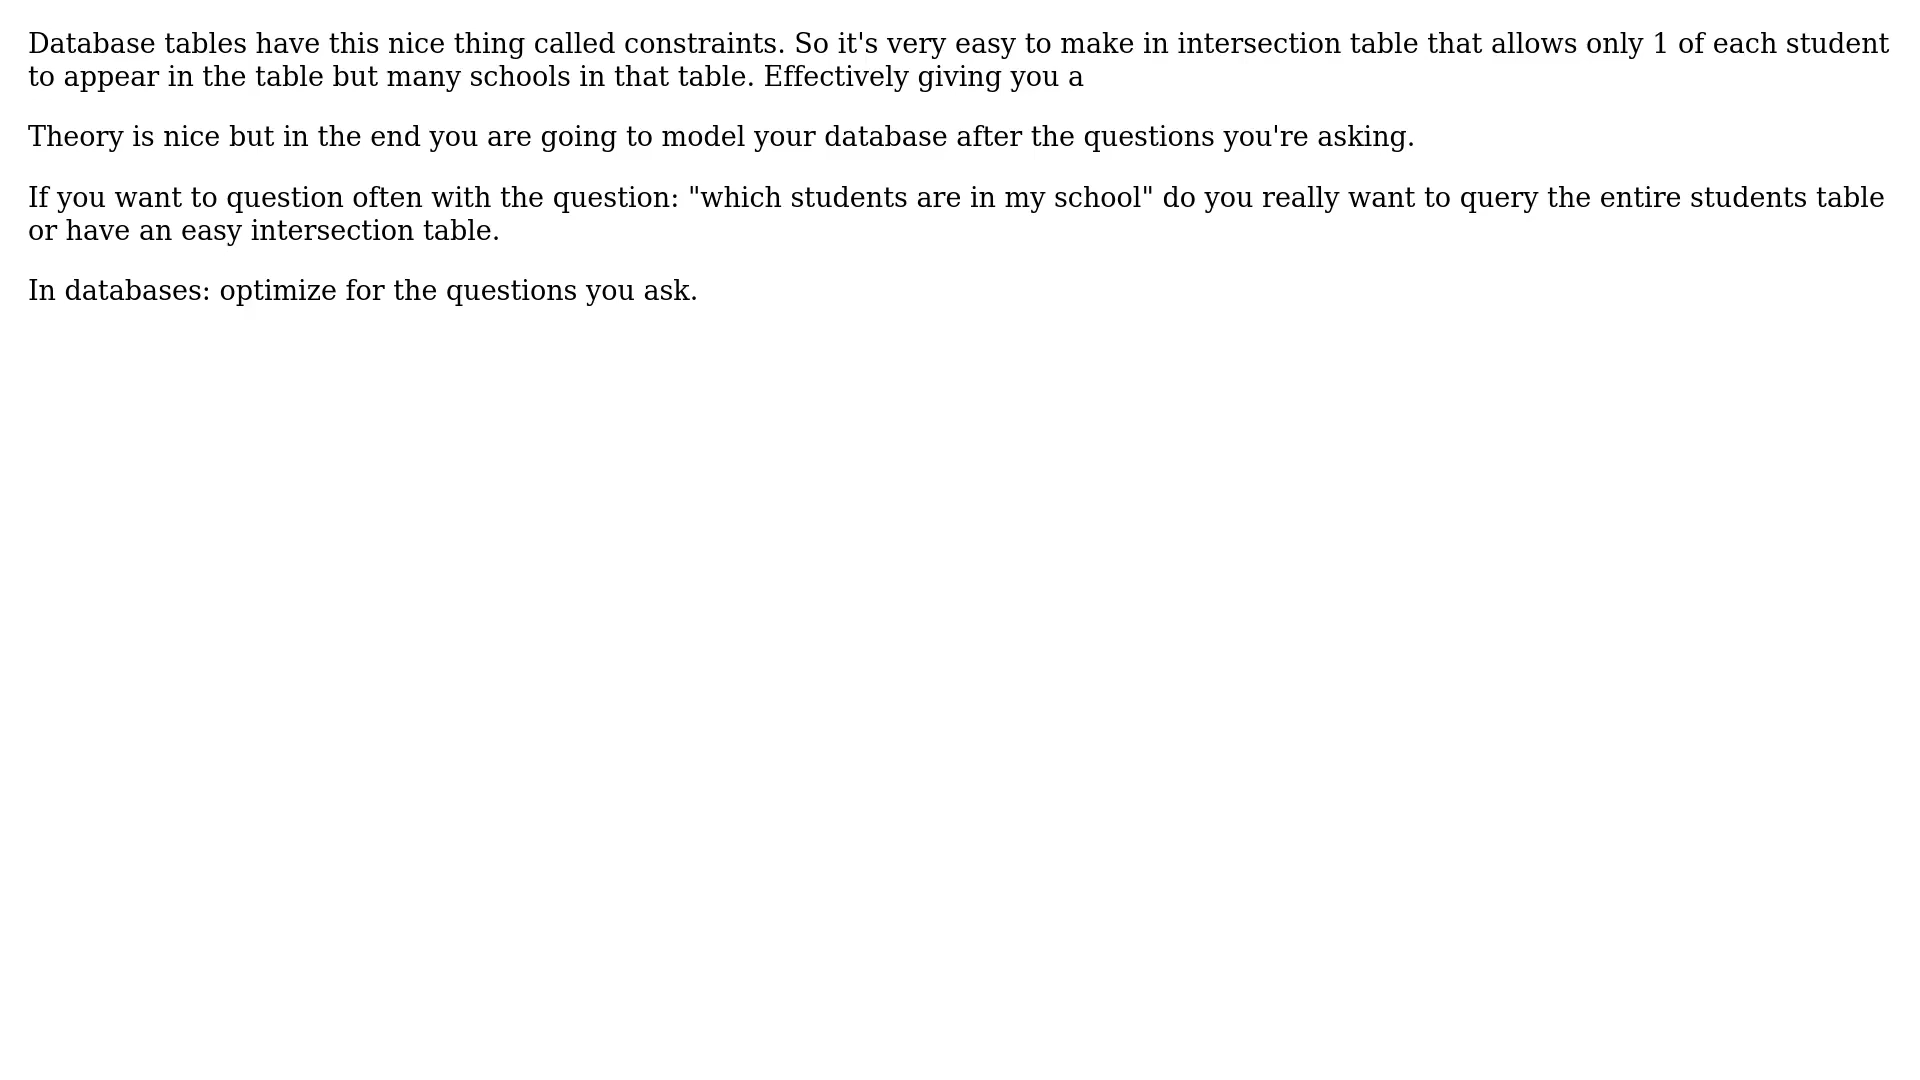 Database tables have this nice thing called constraints. So it's very easy to make in intersection table that allows only 1 of each student
to appear in the table but many schools in that table. Effectively giving you a
Theory is nice but in the end you are going to model your database after the questions you're asking.
If you want to question often with the question: "which students are in my school" do you really want to query the entire students table
or have an easy intersection table.
In databases: optimize for the questions you ask.